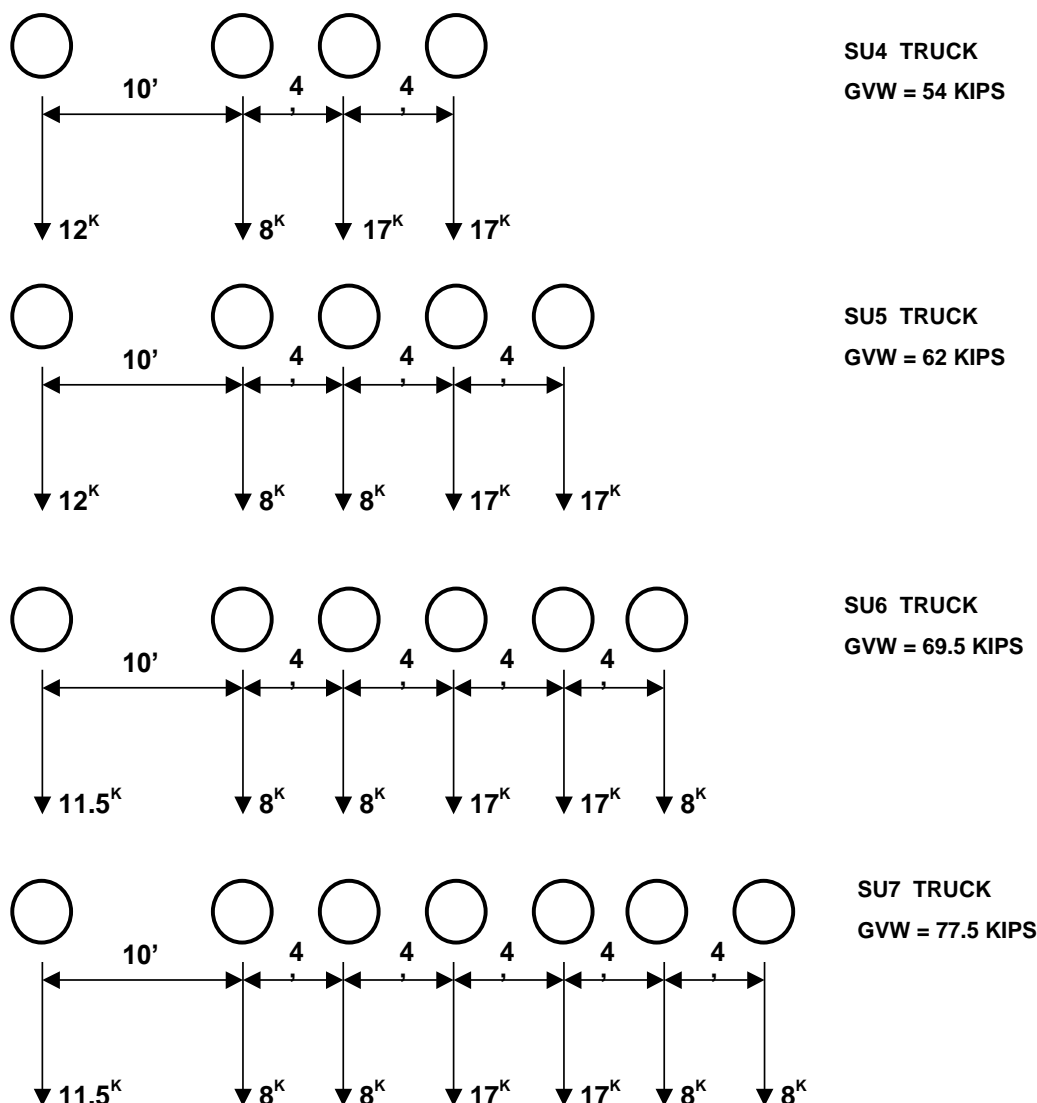 SU4 TRUCK
GVW = 54 KIPS
10’ 4’ 4’
12K 8K 17K 17K
SU5 TRUCK
GVW = 62 KIPS
10’ 4’ 4’ 4’
12K 8K 8K 17K 17K
SU6 TRUCK
GVW = 69.5 KIPS
10’ 4’ 4’ 4’ 4’
11.5K 8K 8K 17K 17K 8K
SU7 TRUCK
GVW = 77.5 KIPS
10’ 4’ 4’ 4’ 4’ 4’
11.5K 8K 8K 17K 17K 8K 8K